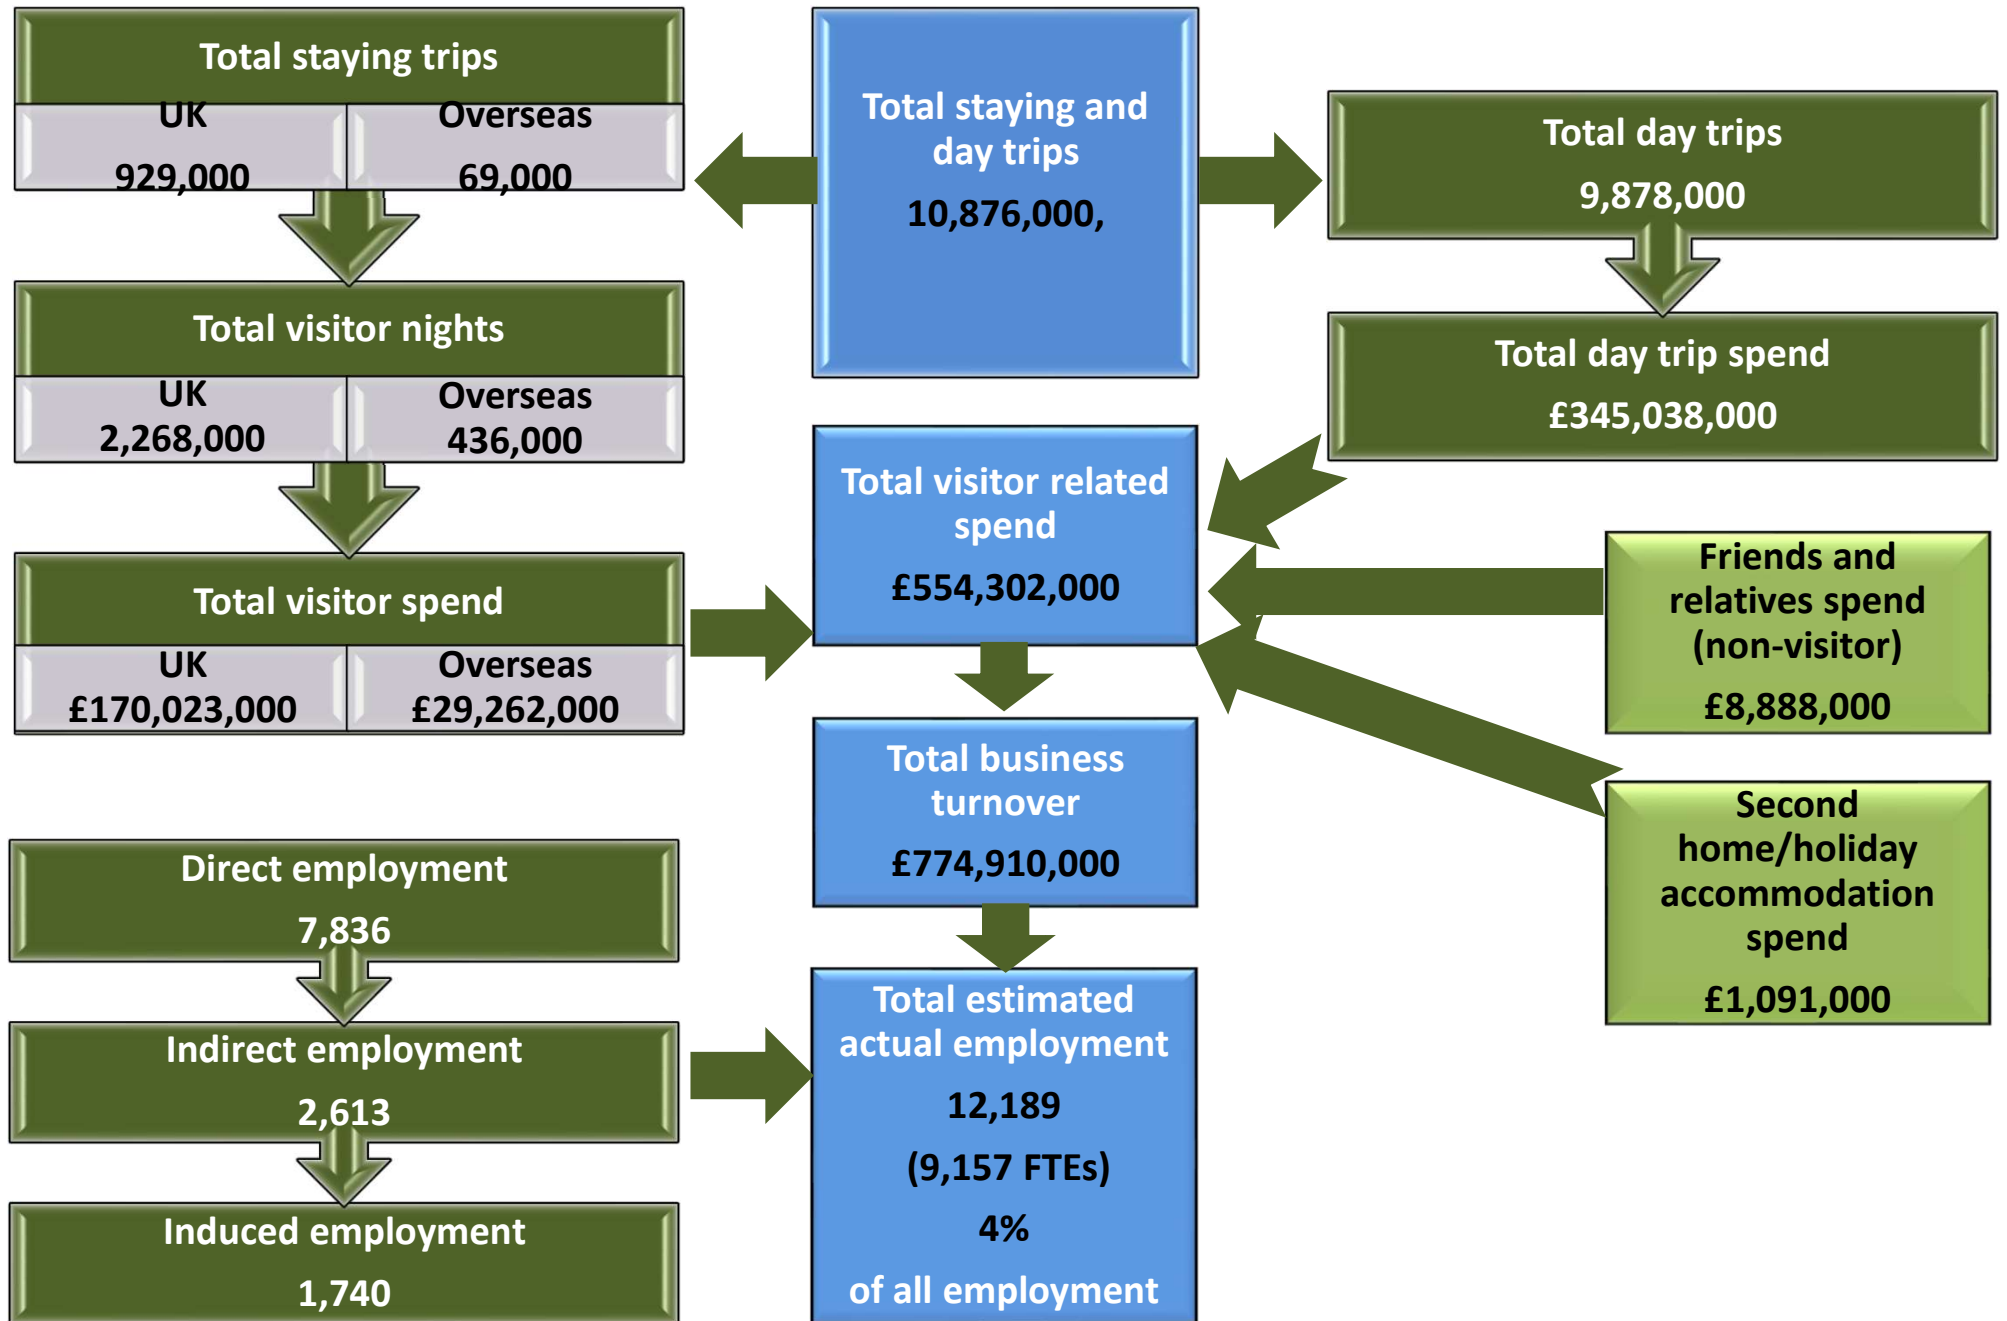 Total staying trips
UK
929,000
Overseas
69,000
Total visitor nights
UK
2,268,000
Overseas
436,000
Total visitor spend
UK
£170,023,000
Overseas
£29,262,000
Direct employment
7,836
Indirect employment
2,613
Induced employment
1,740
Total staying and
day trips
10,876,000,
Total visitor related
spend
£554,302,000
Total business
turnover
£774,910,000
Total estimated
actual employment
12,189
(9,157 FTEs)
4%
of all employment
Total day trips
9,878,000
Total day trip spend
£345,038,000
Friends and
relatives spend
(non-visitor)
£8,888,000
Second
home/holiday
accommodation
spend
£1,091,000